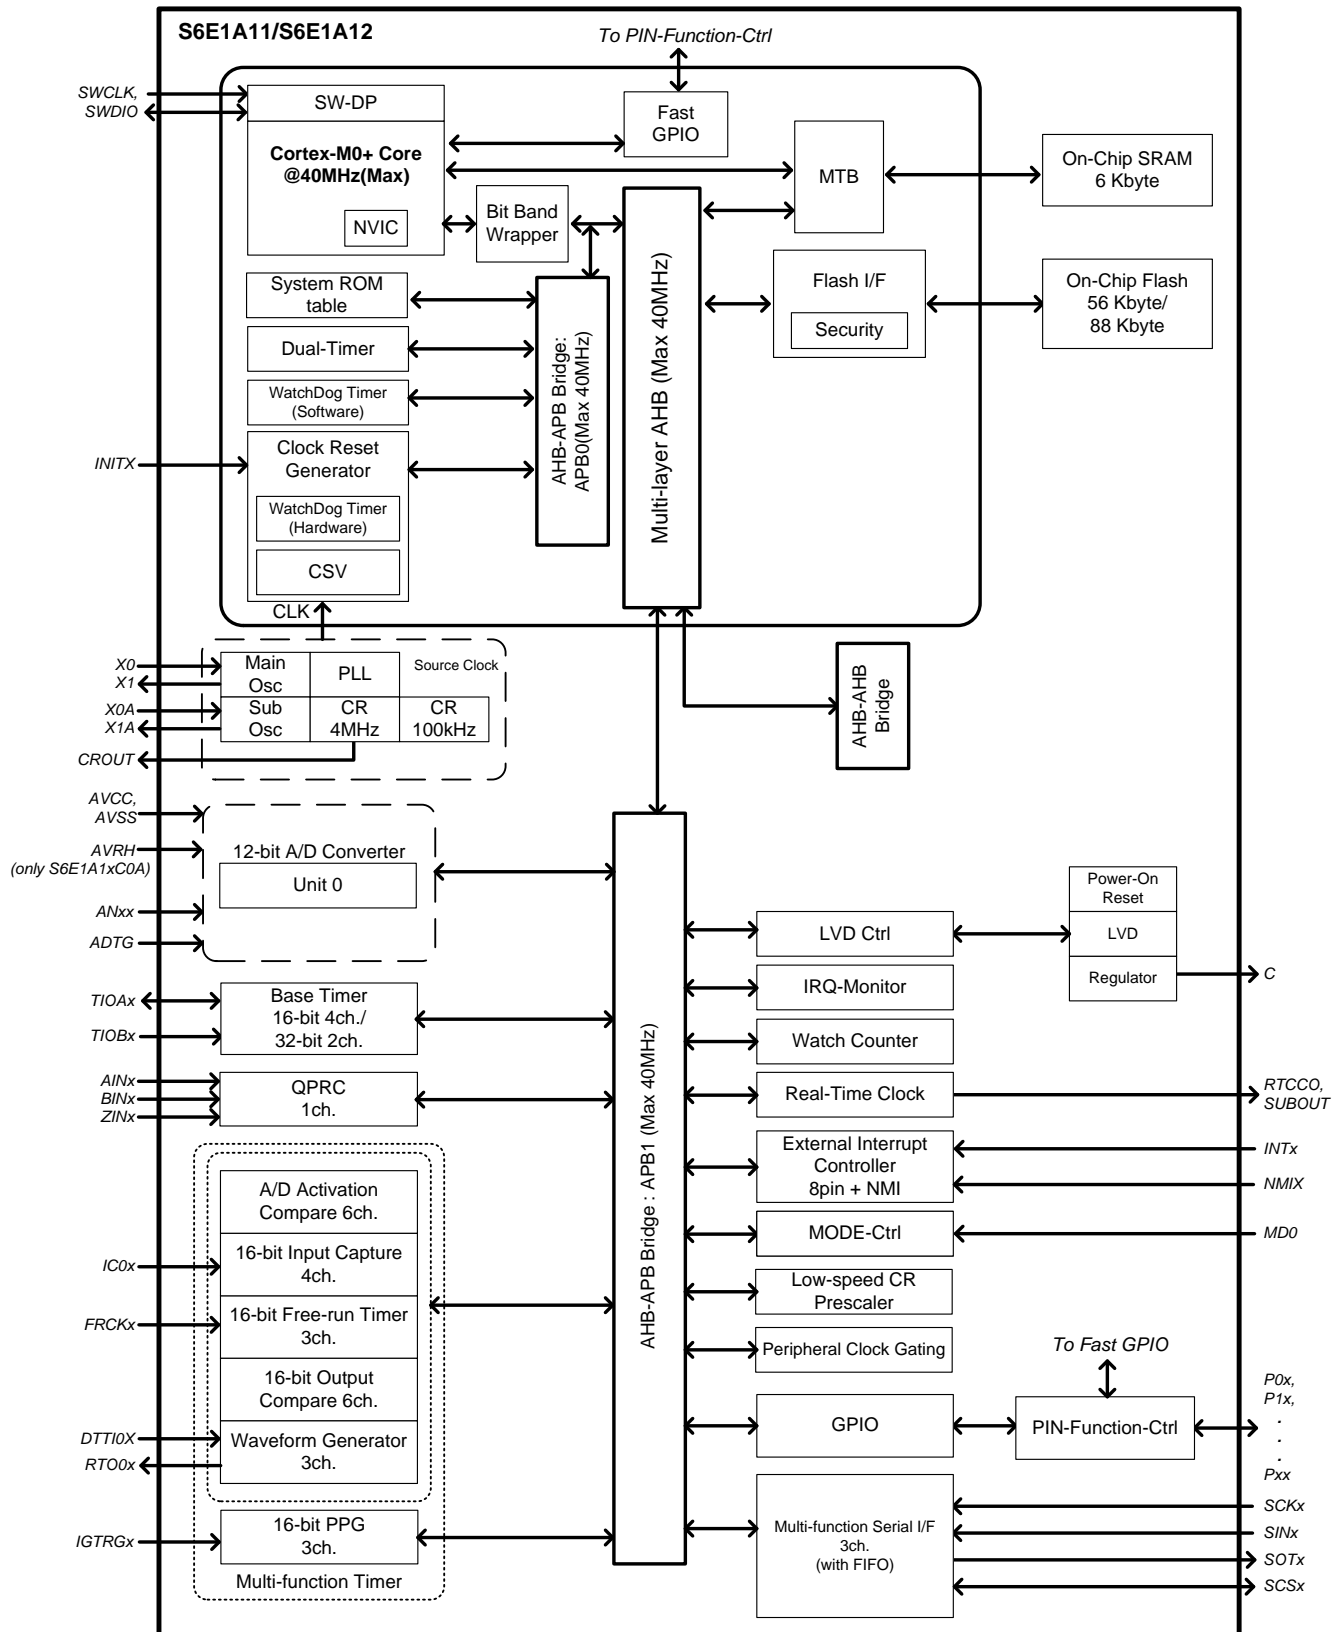 S6E1A11/S6E1A12
To PIN-Function-Ctrl
SWCLK,
SWDIO
SW-DP
Cortex-M0+ Core
@40MHz(Max)
NVIC
Fast
GPIO
Bit Band
Wrapper
MTB
On-Chip SRAM
6 Kbyte
System ROM
table
Dual-Timer
WatchDog Timer
(Software)
AHB-APB Bridge:
APB0(Max 40MHz)
Multi-layer AHB (Max 40MHz)
Flash I/F
Security
On-Chip Flash
56 Kbyte/
88 Kbyte
INITX
Clock Reset
Generator
WatchDog Timer
(Hardware)
CSV
CLK
X0
X1
X0A
X1A
CROUT
Main
Osc
PLL
Source Clock
Sub
Osc
CR
4MHz
CR
100kHz
AHB-AHB
Bridge
AVCC,
AVSS
AVRH
(only S6E1A1xC0A)
ANxx
ADTG
12-bit A/D Converter
Unit 0
TIOAx
TIOBx
Base Timer
16-bit 4ch./
32-bit 2ch.
AINx
BINx
ZINx
QPRC
1ch.
A/D Activation
Compare 6ch.
IC0x
16-bit Input Capture
4ch.
FRCKx
16-bit Free-run Timer
3ch.
16-bit Output
Compare 6ch.
DTTI0X
RTO0x
Waveform Generator
3ch.
IGTRGx
16-bit PPG
3ch.
Multi-function Timer
AHB-APB Bridge : APB1 (Max 40MHz)
LVD Ctrl
Power-On
Reset
LVD
Regulator
C
IRQ-Monitor
Watch Counter
Real-Time Clock
RTCCO,
SUBOUT
External Interrupt
Controller
8pin + NMI
INTx
NMIX
MODE-Ctrl
MD0
Low-speed CR
Prescaler
Peripheral Clock Gating
To Fast GPIO
GPIO
PIN-Function-Ctrl
P0x,
P1x,
.
.
.
Pxx
Multi-function Serial I/F
3ch.
(with FIFO)
SCKx
SINx
SOTx
SCSx